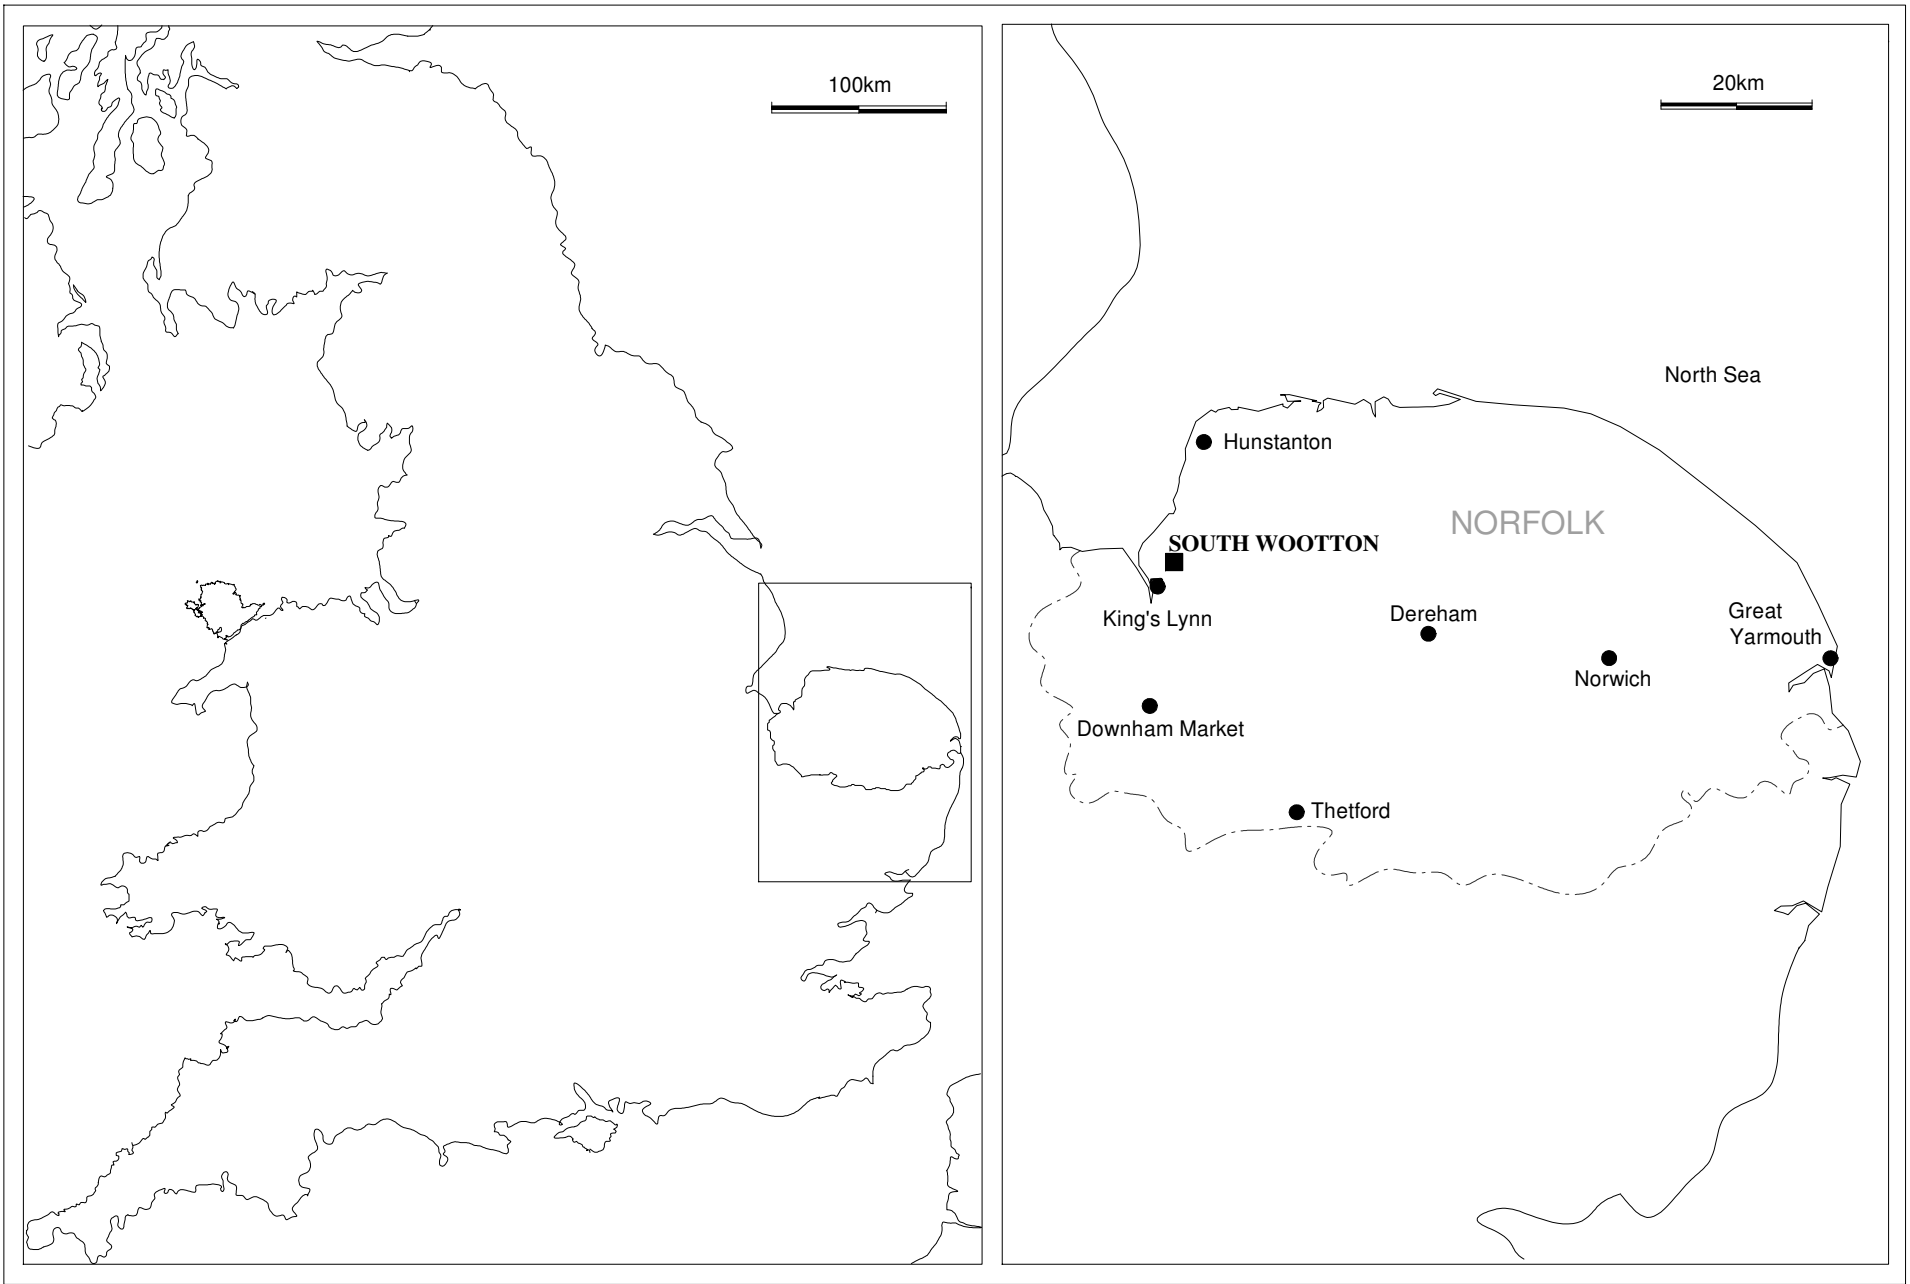 100km
20km
North Sea
Hunstanton
NORFOLK
SOUTH WOOTTON
King's Lynn
Dereham
Great
Yarmouth
Norwich
Downham Market
Thetford